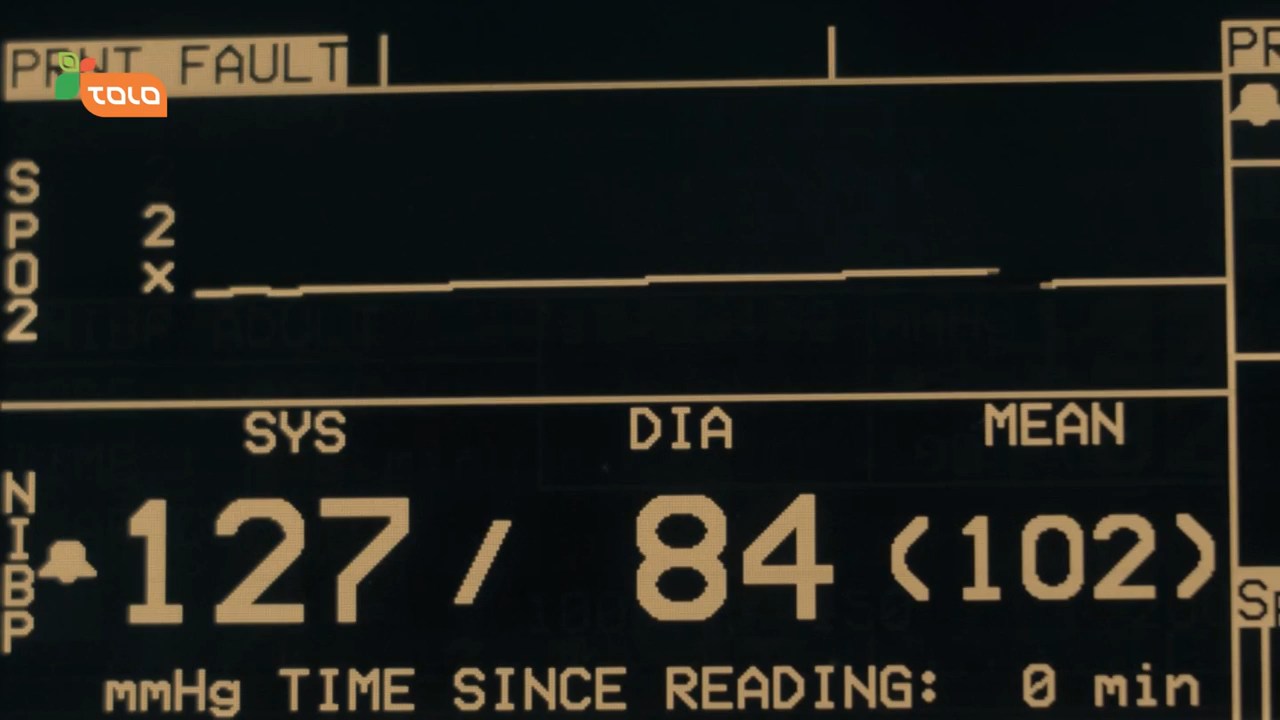 PRNT FAULT
TOLO
SPO2
2
X
SYS DIA MEAN
NIBP
127 / 84 (102)
mmHg TIME SINCE READING: 0 min